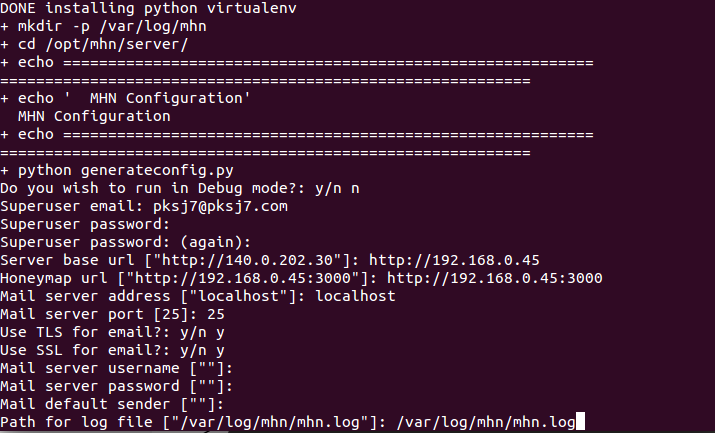 DONE installing python virtualenv
+ mkdir -p /var/log/mhn
+ cd /opt/mhn/server/
+ echo ===========================================================
===========================================================
+ echo '  MHN Configuration'
  MHN Configuration
+ echo ===========================================================
===========================================================
+ python generateconfig.py
Do you wish to run in Debug mode?: y/n n
Superuser email: pksj7@pksj7.com
Superuser password:
Superuser password: (again):
Server base url ["http://140.0.202.30"]: http://192.168.0.45
Honeymap url ["http://192.168.0.45:3000"]: http://192.168.0.45:3000
Mail server address ["localhost"]: localhost
Mail server port [25]: 25
Use TLS for email?: y/n y
Use SSL for email?: y/n y
Mail server username [""]:
Mail server password [""]:
Mail default sender [""]:
Path for log file ["/var/log/mhn/mhn.log"]: /var/log/mhn/mhn.log